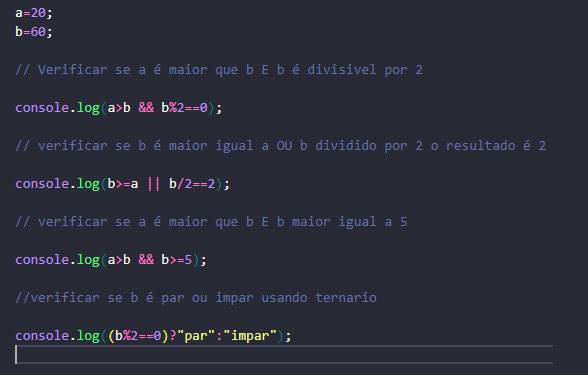 a=20;
b=60;
// Verificar se a é maior que b E b é divisivel por 2
console.log(a>b && b%2==0);
// verificar se b é maior igual a OU b dividido por 2 o resultado é 2
console.log(b>=a || b/2==2);
// verificar se a é maior que b E b maior igual a 5
console.log(a>b && b>=5);
//verificar se b é par ou impar usando ternario
console.log((b%2==0)?"par":"impar");